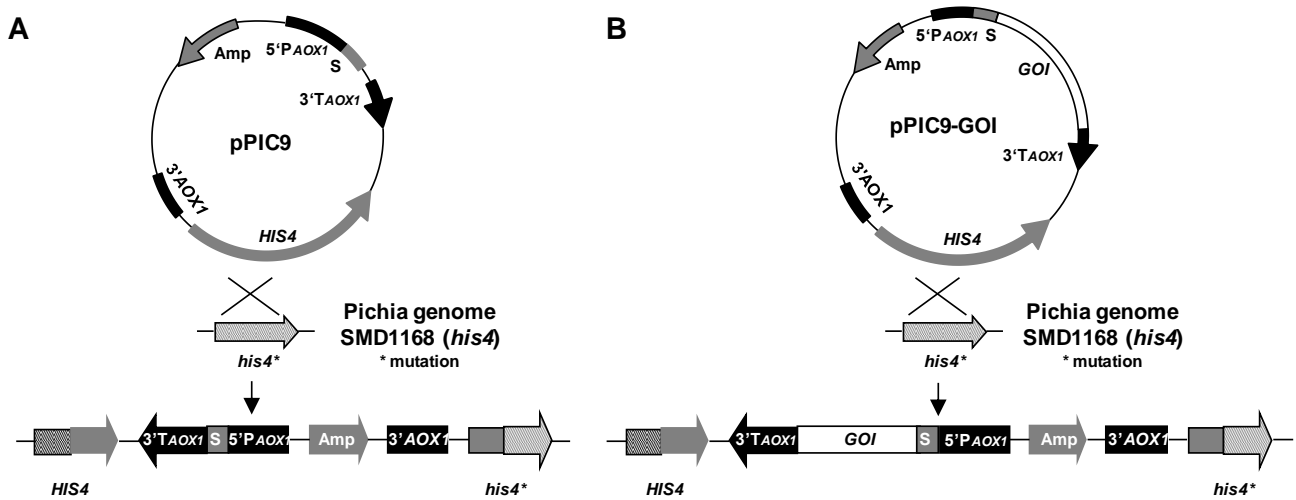 A
Amp
5‘PAOX1
S
3‘TAOX1
pPIC9
3’AOX1
HIS4
Pichia genome
SMD1168 (his4)
* mutation
his4*
3’TAOX1 S 5’PAOX1 Amp 3’AOX1
HIS4
his4*
B
Amp
5‘PAOX1 S
GOI
pPIC9-GOI
3‘TAOX1
3’AOX1
HIS4
Pichia genome
SMD1168 (his4)
* mutation
his4*
3’TAOX1 GOI S 5’PAOX1 Amp 3’AOX1
HIS4
his4*